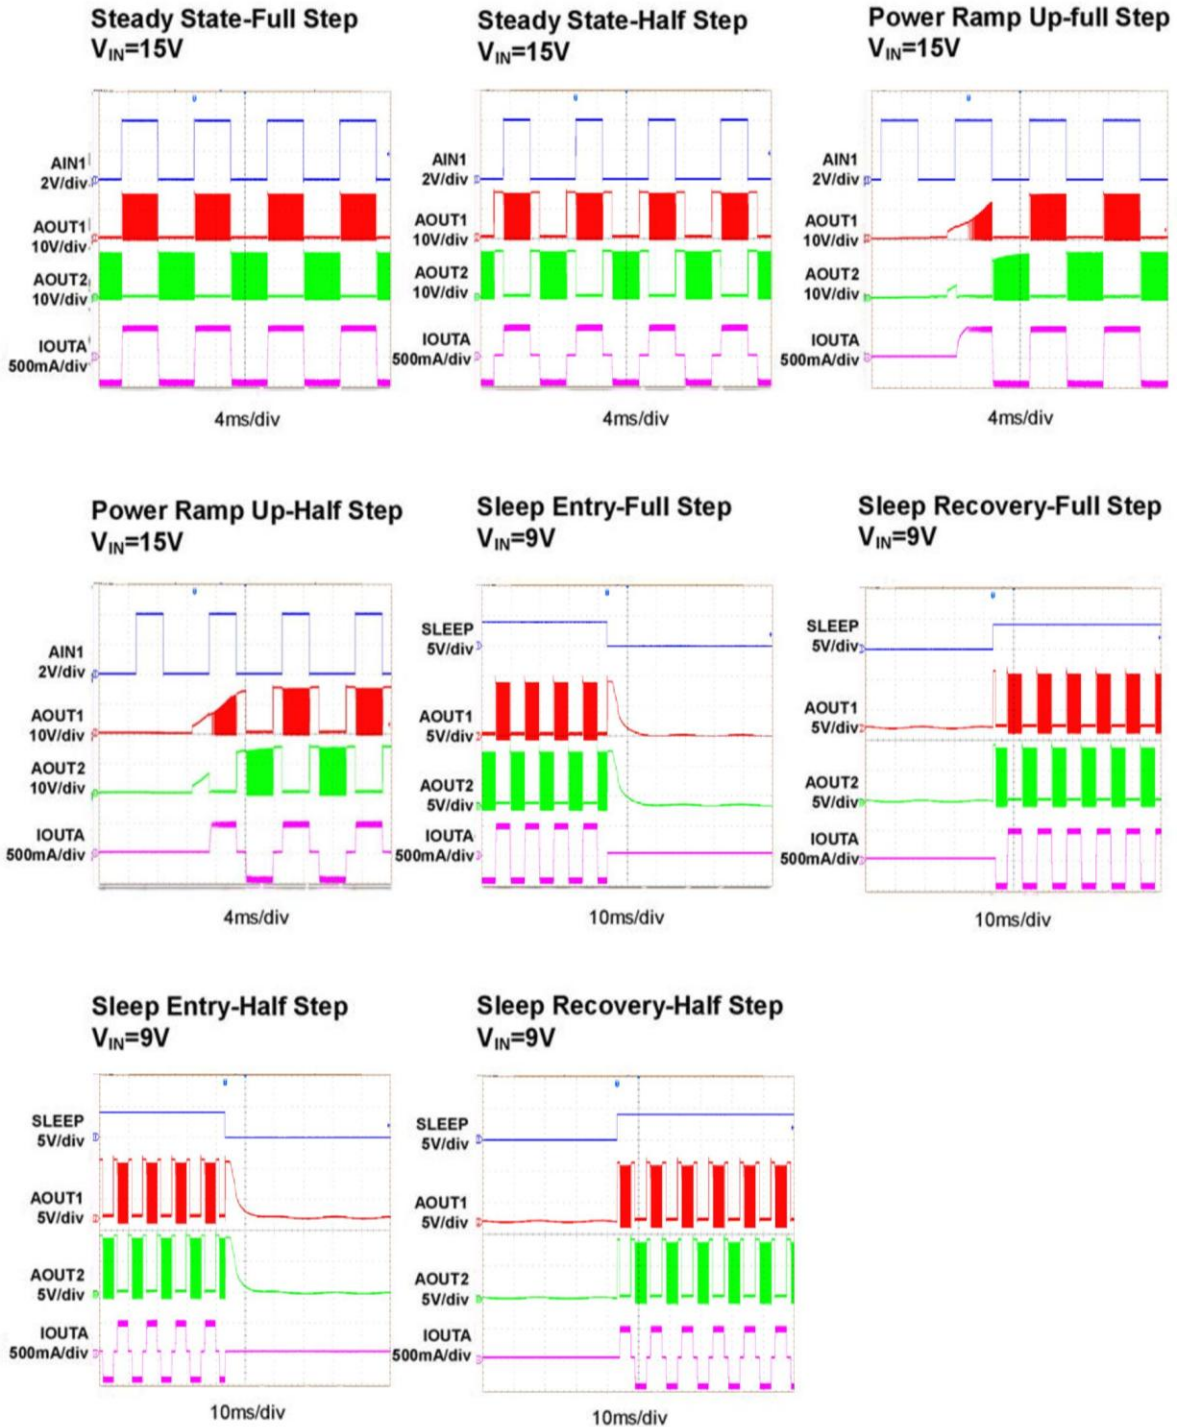 Steady State-Full Step
V_IN=15V
AIN1
2V/div
AOUT1
10V/div
AOUT2
10V/div
IOUTA
500mA/div
4ms/div
Steady State-Half Step
V_IN=15V
AIN1
2V/div
AOUT1
10V/div
AOUT2
10V/div
IOUTA
500mA/div
4ms/div
Power Ramp Up-full Step
V_IN=15V
AIN1
2V/div
AOUT1
10V/div
AOUT2
10V/div
IOUTA
500mA/div
4ms/div
Power Ramp Up-Half Step
V_IN=15V
AIN1
2V/div
AOUT1
10V/div
AOUT2
10V/div
IOUTA
500mA/div
4ms/div
Sleep Entry-Full Step
V_IN=9V
SLEEP
5V/div
AOUT1
5V/div
AOUT2
5V/div
IOUTA
500mA/div
10ms/div
Sleep Recovery-Full Step
V_IN=9V
SLEEP
5V/div
AOUT1
5V/div
AOUT2
5V/div
IOUTA
500mA/div
10ms/div
Sleep Entry-Half Step
V_IN=9V
SLEEP
5V/div
AOUT1
5V/div
AOUT2
5V/div
IOUTA
500mA/div
10ms/div
Sleep Recovery-Half Step
V_IN=9V
SLEEP
5V/div
AOUT1
5V/div
AOUT2
5V/div
IOUTA
500mA/div
10ms/div